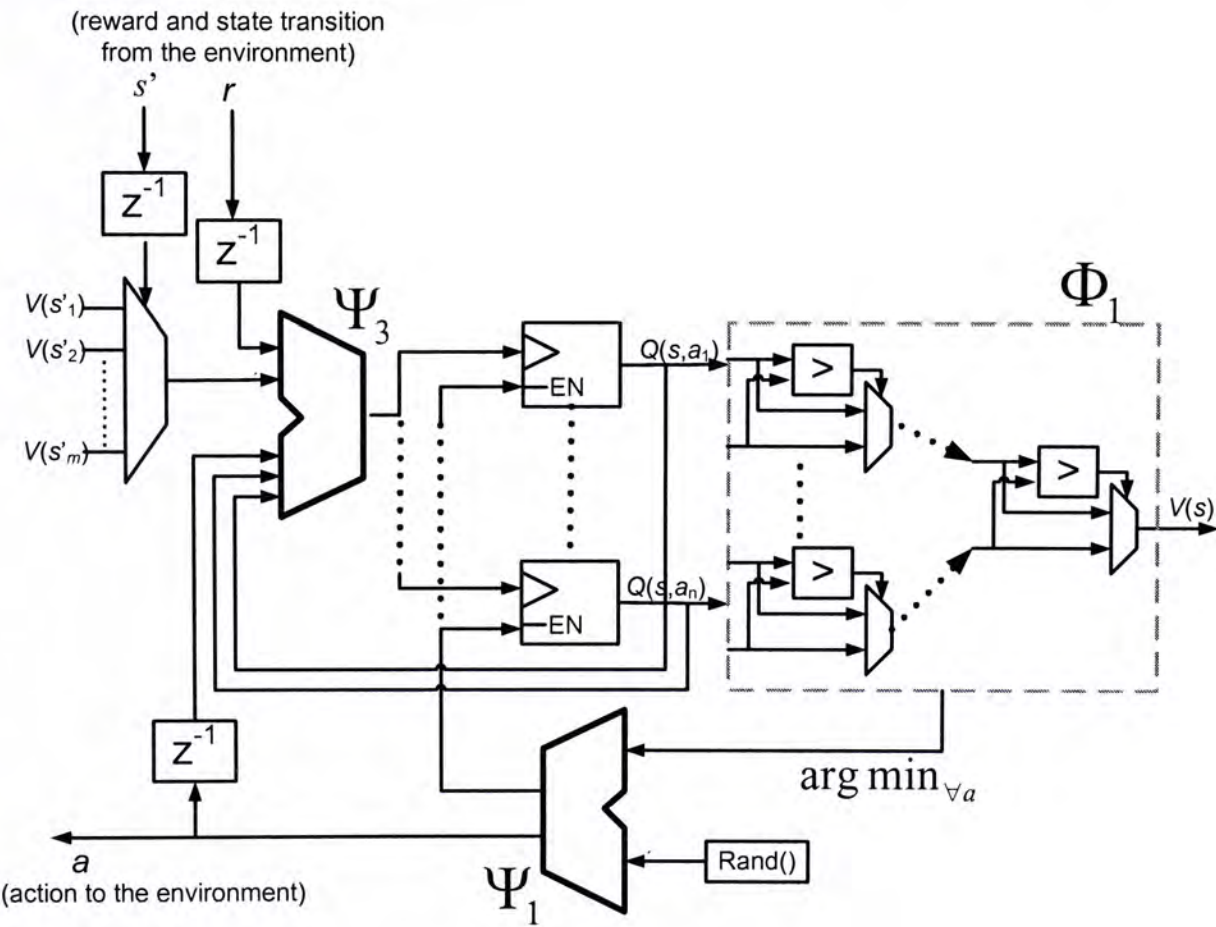 (reward and state transition
from the environment)
s’ r
z⁻¹
z⁻¹
Ψ₃
Φ₁
V(s’₁)
V(s’₂)
V(s’ₘ)
EN
Q(s,a₁)
>
>
V(s)
EN
Q(s,aₙ)
>
z⁻¹
arg min∀a
a
(action to the environment)
Ψ₁
Rand()